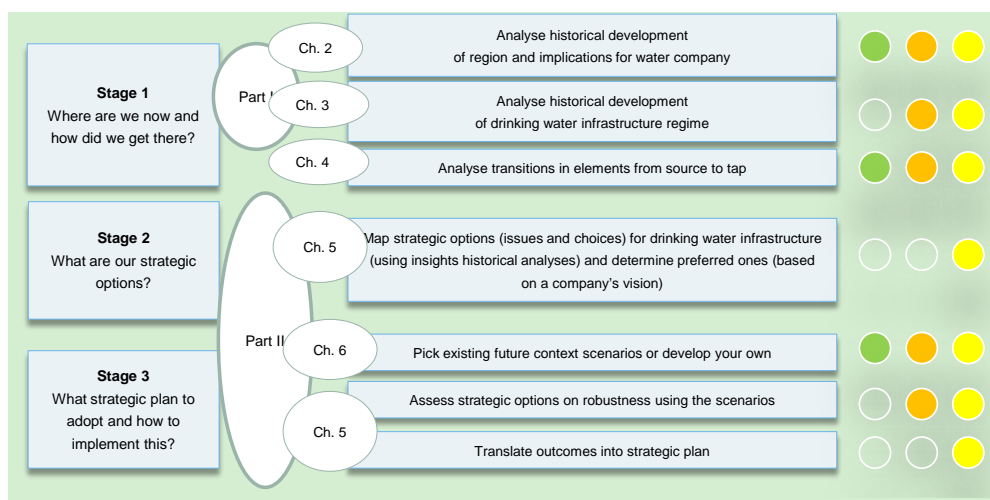 Stage 1
Where are we now and
how did we get there?
Part I
Ch. 2
Analyse historical development
of region and implications for water company
Ch. 3
Analyse historical development
of drinking water infrastructure regime
Ch. 4
Analyse transitions in elements from source to tap
Stage 2
What are our strategic
options?
Part II
Ch. 5
Map strategic options (issues and choices) for drinking water infrastructure
(using insights historical analyses) and determine preferred ones (based
on a company's vision)
Stage 3
What strategic plan to
adopt and how to
implement this?
Ch. 6
Pick existing future context scenarios or develop your own
Ch. 5
Assess strategic options on robustness using the scenarios
Translate outcomes into strategic plan